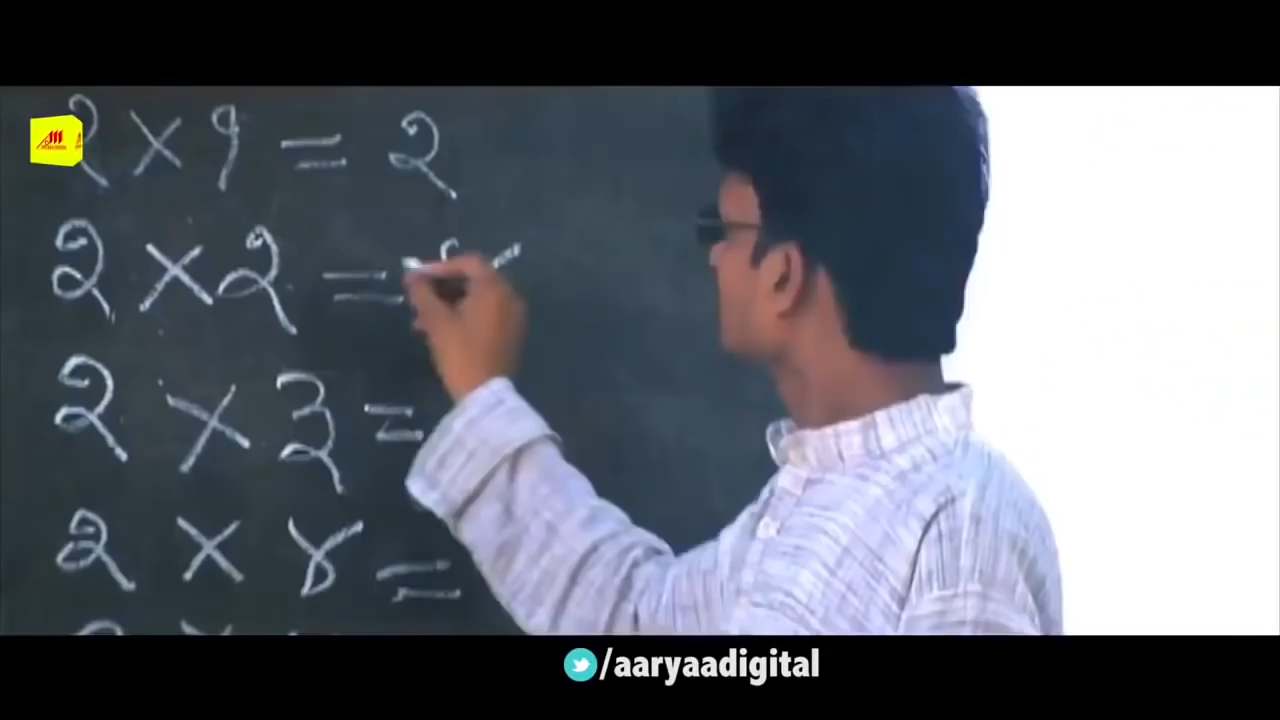 २ × १ = २
२ × २ =
२ × ३ =
२ × ४ =
/aaryaadigital